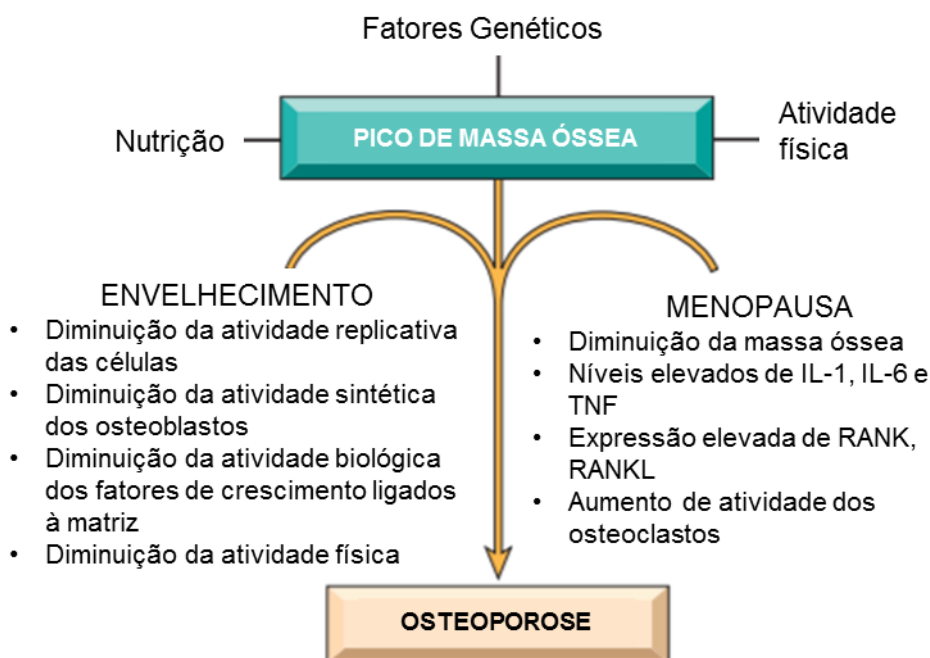 Fatores Genéticos
Nutrição
PICO DE MASSA ÓSSEA
Atividade
física
ENVELHECIMENTO
• Diminuição da atividade replicativa
das células
• Diminuição da atividade sintética
dos osteoblastos
• Diminuição da atividade biológica
dos fatores de crescimento ligados
à matriz
• Diminuição da atividade física
MENOPAUSA
• Diminuição da massa óssea
• Níveis elevados de IL-1, IL-6 e
TNF
• Expressão elevada de RANK,
RANKL
• Aumento de atividade dos
osteoclastos
OSTEOPOROSE